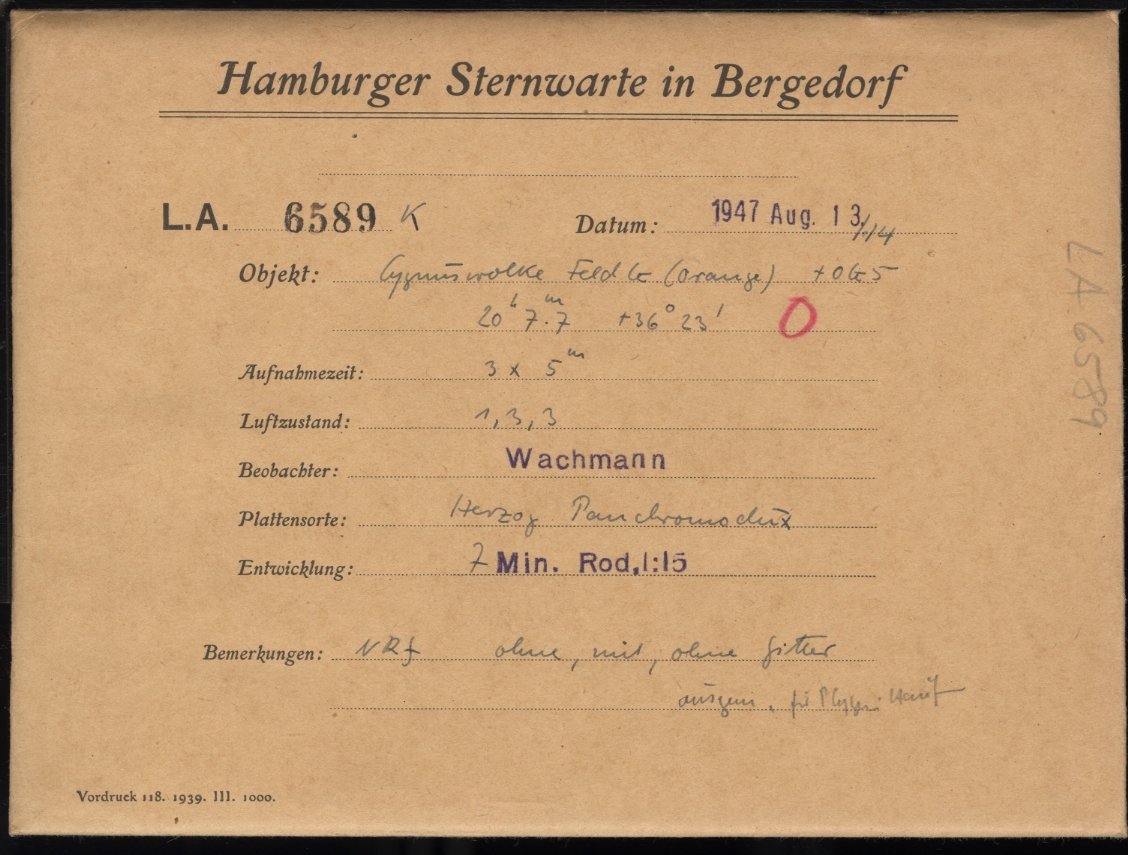 Hamburger Sternwarte in Bergedorf
L.A. 6589 K Datum: 1947 Aug. 13/14
Objekt: Cygnuswolke Feld (orange) + OG5
20ʰ 7.ᵐ7 +36° 23' O
Aufnahmezeit: 3 x 5ᵐ
Luftzustand: 1, 3, 3
Beobachter: Wachmann
Plattensorte: Herzog
Entwicklung: 7 Min. Rod,1:15
Bemerkungen: ohne, mit, ohne Gitter
Vordruck 118. 1939. III. 1000.
LA 6589